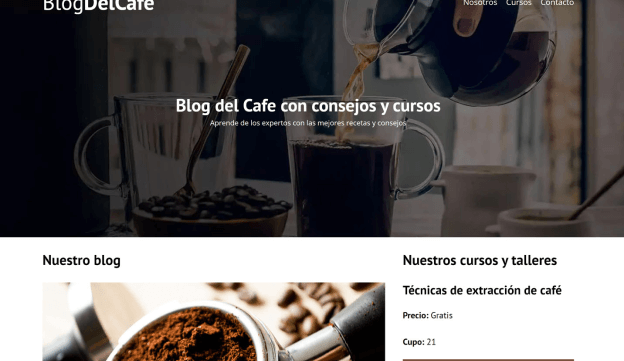 BlogDelCafe
Nosotros Cursos Contacto
Blog del Cafe con consejos y cursos
Aprende de los expertos con las mejores recetas y consejos
Nuestro blog
Nuestros cursos y talleres
Técnicas de extracción de café
Precio: Gratis
Cupo: 21